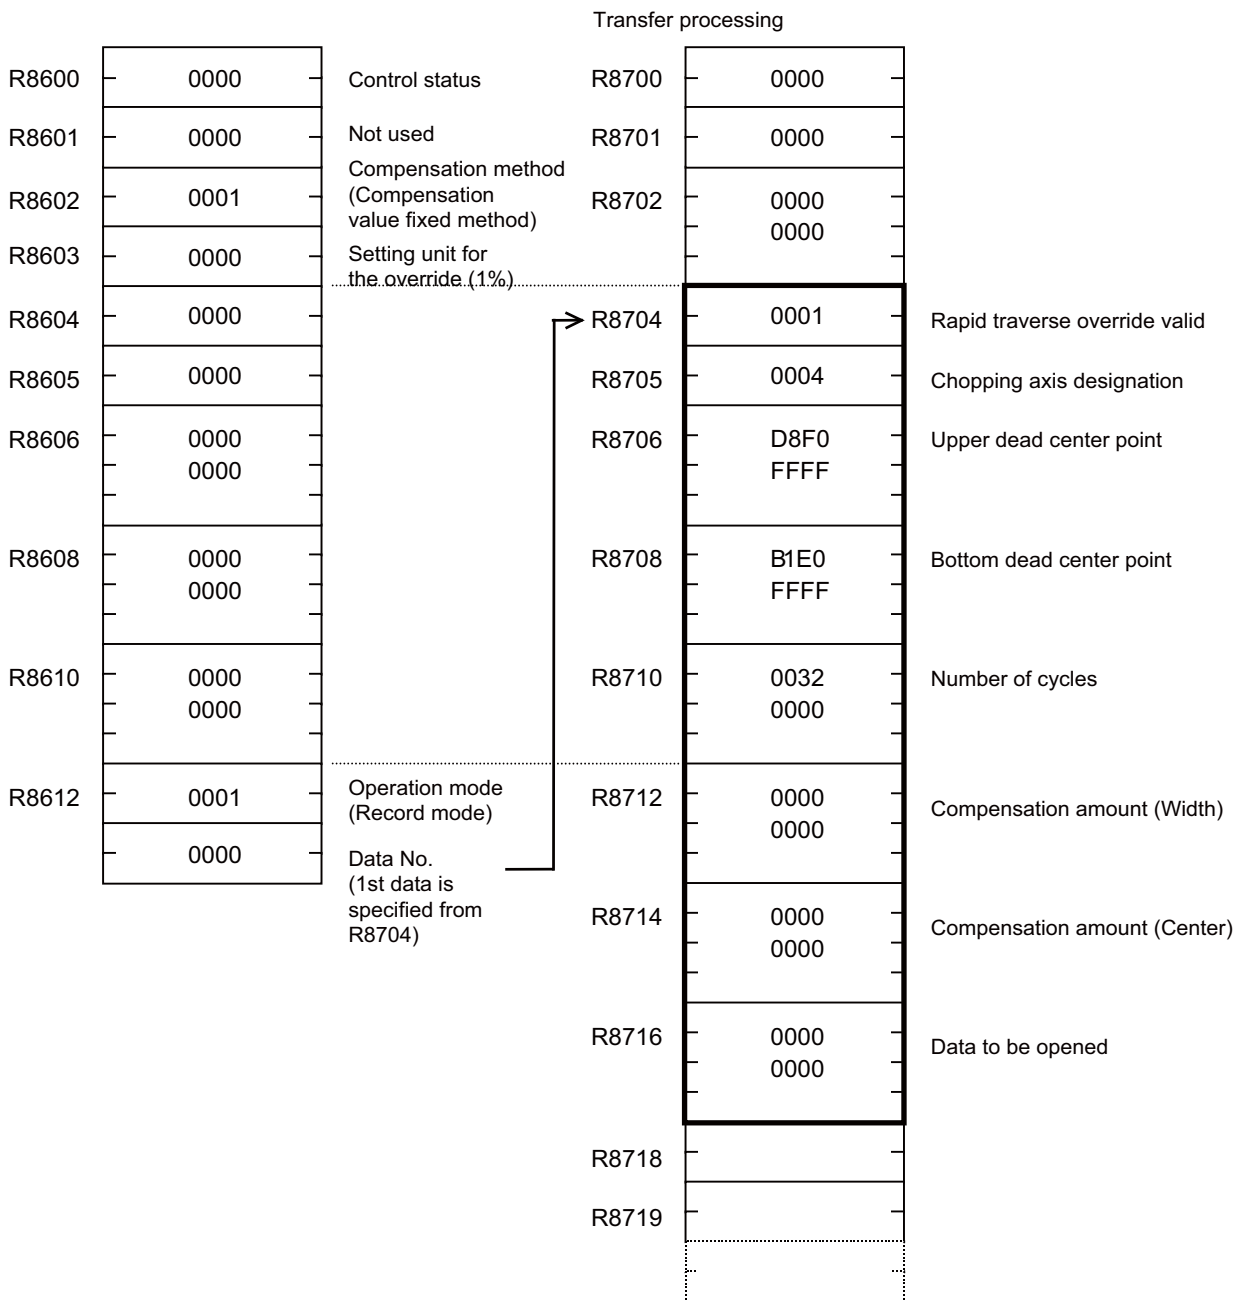 Transfer processing
R8600 0000 Control status R8700 0000
R8601 0000 Not used R8701 0000
R8602 0001 Compensation method
(Compensation
value fixed method)
R8702 0000
0000
R8603 0000 Setting unit for
the override (1%)
R8604 0000 R8704 0001 Rapid traverse override valid
R8605 0000 R8705 0004 Chopping axis designation
R8606 0000 R8706 D8F0 Upper dead center point
0000 FFFF
R8608 0000 R8708 B1E0 Bottom dead center point
0000 FFFF
R8610 0000 R8710 0032 Number of cycles
0000 0000
R8612 0001 Operation mode
(Record mode)
R8712 0000
0000
Compensation amount (Width)
0000 Data No.
(1st data is
specified from
R8704)
R8714 0000
0000
Compensation amount (Center)
R8716 0000
0000
Data to be opened
R8718
R8719